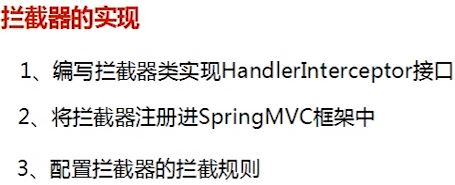 拦截器的实现
1、编写拦截器类实现HandlerInterceptor接口
2、将拦截器注册进SpringMVC框架中
3、配置拦截器的拦截规则